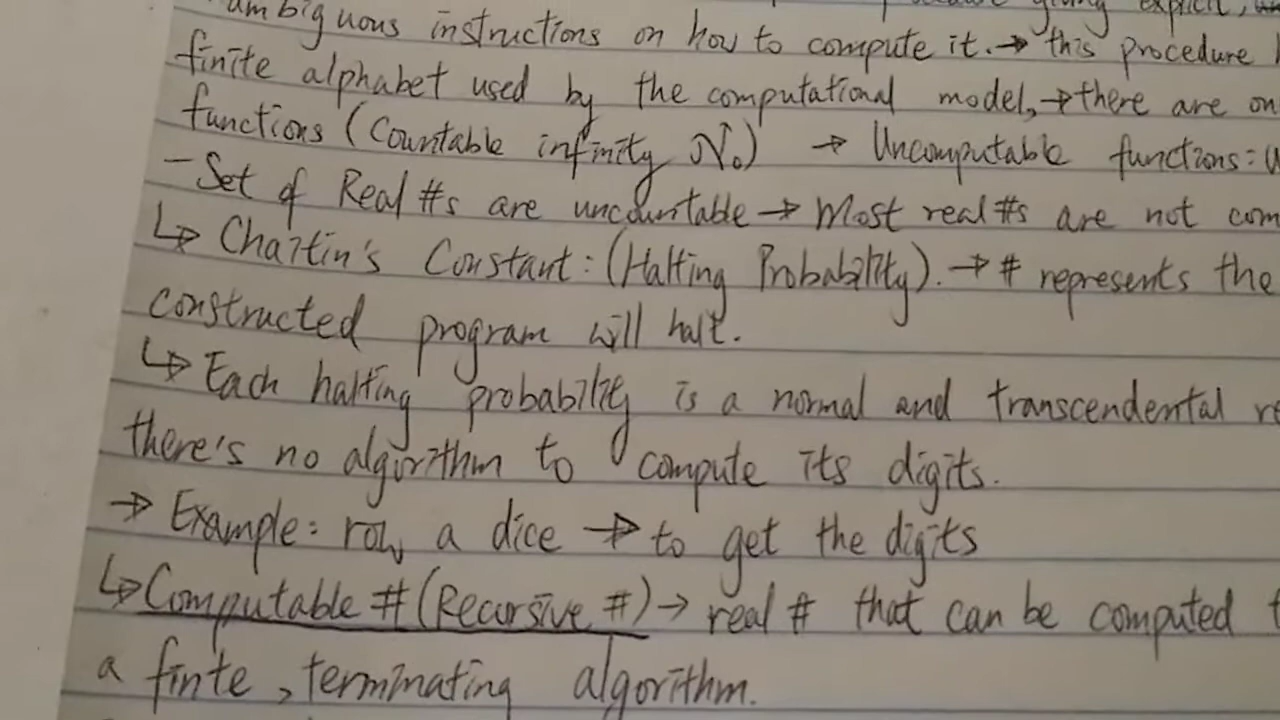 ambiguous instructions on how to compute it. → this procedure
finite alphabet used by the computational model, → there are on
functions (Countable infinity ℵ₀) → Uncomputable functions: U
- Set of Real #s are uncountable → Most real #s are not com
↳ Chaitin's Constant: (Halting Probability). → # represents the
constructed program will halt.
↳ Each halting probability is a normal and transcendental re
there's no algorithm to compute its digits.
→ Example: row a dice → to get the digits
↳ Computable # (Recursive #) → real # that can be computed t
a finte, terminating algorithm.